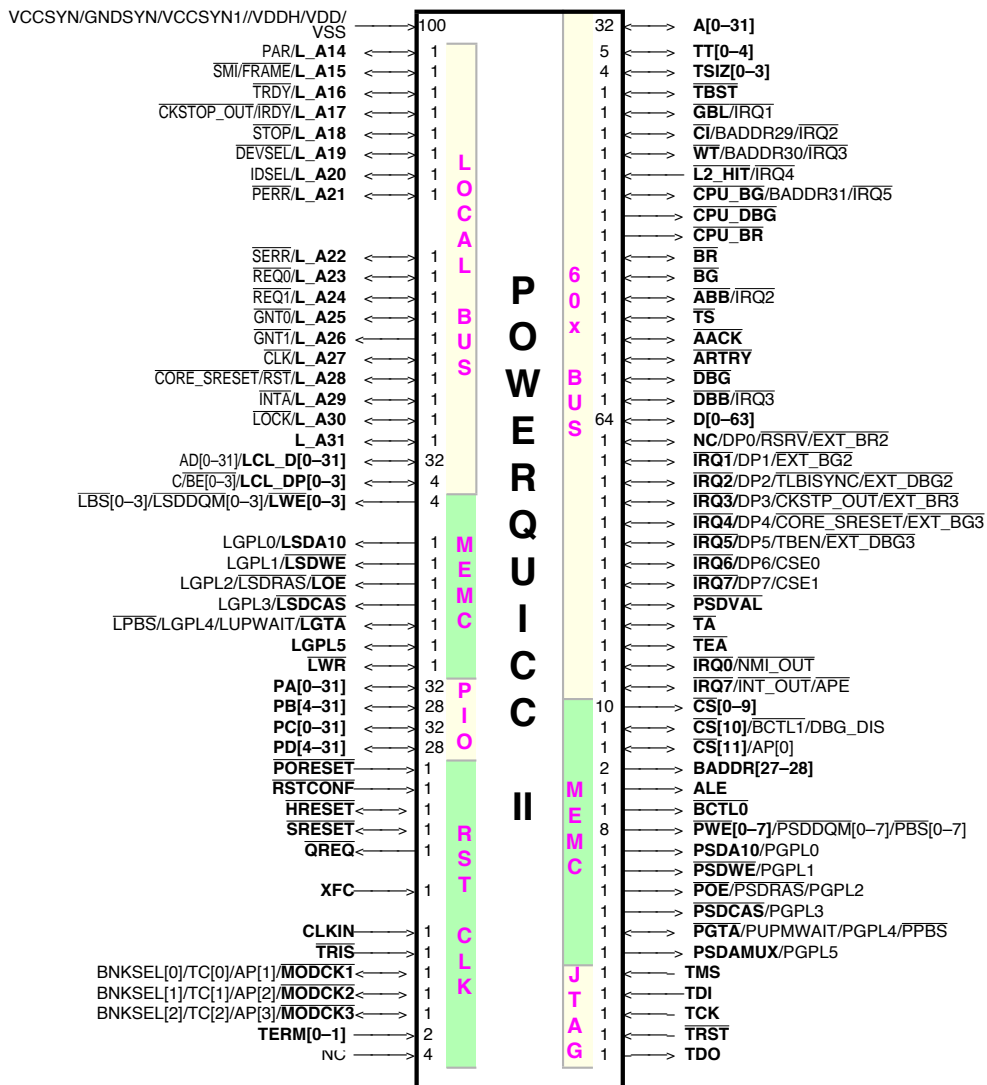 VCCSYN/GNDSYN/VCCSYN1//VDDH/VDD/
VSS 100
PAR/L_A14 1
SMI/FRAME/L_A15 1
TRDY/L_A16 1
CKSTOP_OUT/IRDY/L_A17 1
STOP/L_A18 1
DEVSEL/L_A19 1
IDSEL/L_A20 1
PERR/L_A21 1
SERR/L_A22 1
REQ0/L_A23 1
REQ1/L_A24 1
GNT0/L_A25 1
GNT1/L_A26 1
CLK/L_A27 1
CORE_SRESET/RST/L_A28 1
INTA/L_A29 1
LOCK/L_A30 1
L_A31 1
AD[0–31]/LCL_D[0–31] 32
C/BE[0–3]/LCL_DP[0–3] 4
LBS[0–3]/LSDDQM[0–3]/LWE[0–3] 4
LGPL0/LSDA10 1
LGPL1/LSDWE 1
LGPL2/LSDRAS/LOE 1
LGPL3/LSDCAS 1
LPBS/LGPL4/LUPWAIT/LGTA 1
LGPL5 1
LWR 1
PA[0–31] 32
PB[4–31] 28
PC[0–31] 32
PD[4–31] 28
PORESET 1
RSTCONF 1
HRESET 1
SRESET 1
QREQ 1
XFC 1
CLKIN 1
TRIS 1
BNKSEL[0]/TC[0]/AP[1]/MODCK1 1
BNKSEL[1]/TC[1]/AP[2]/MODCK2 1
BNKSEL[2]/TC[2]/AP[3]/MODCK3 1
TERM[0–1] 2
NC 4
LOCAL BUS
MEMC
PIO
RST CLK
POWERQUICC II
60x BUS
MEMC
JTAG
32 A[0–31]
5 TT[0–4]
4 TSIZ[0–3]
1 TBST
1 GBL/IRQ1
1 CI/BADDR29/IRQ2
1 WT/BADDR30/IRQ3
1 L2_HIT/IRQ4
1 CPU_BG/BADDR31/IRQ5
1 CPU_DBG
1 CPU_BR
1 BR
1 BG
1 ABB/IRQ2
1 TS
1 AACK
1 ARTRY
1 DBG
1 DBB/IRQ3
64 D[0–63]
1 NC/DP0/RSRV/EXT_BR2
1 IRQ1/DP1/EXT_BG2
1 IRQ2/DP2/TLBISYNC/EXT_DBG2
1 IRQ3/DP3/CKSTP_OUT/EXT_BR3
1 IRQ4/DP4/CORE_SRESET/EXT_BG3
1 IRQ5/DP5/TBEN/EXT_DBG3
1 IRQ6/DP6/CSE0
1 IRQ7/DP7/CSE1
1 PSDVAL
1 TA
1 TEA
1 IRQ0/NMI_OUT
1 IRQ7/INT_OUT/APE
10 CS[0–9]
1 CS[10]/BCTL1/DBG_DIS
1 CS[11]/AP[0]
2 BADDR[27–28]
1 ALE
1 BCTL0
8 PWE[0–7]/PSDDQM[0–7]/PBS[0–7]
1 PSDA10/PGPL0
1 PSDWE/PGPL1
1 POE/PSDRAS/PGPL2
1 PSDCAS/PGPL3
1 PGTA/PUPMWAIT/PGPL4/PPBS
1 PSDAMUX/PGPL5
1 TMS
1 TDI
1 TCK
1 TRST
1 TDO